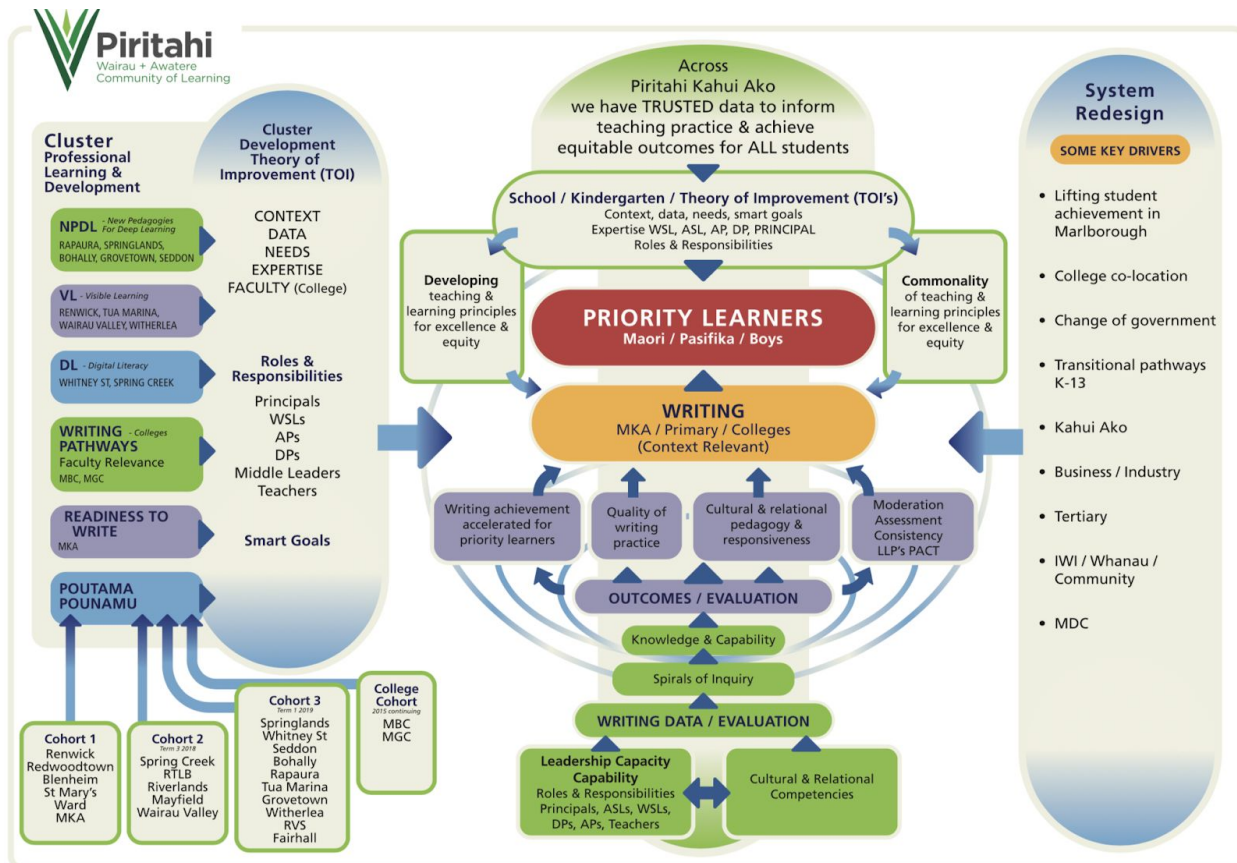 Piritahi
Wairau + Awatere
Community of Learning
Cluster
Professional
Learning &
Development
NPDL - New Pedagogies
For Deep Learning
RAPAURA, SPRINGLANDS,
BOHALLY, GROVETOWN, SEDDON
VL - Visible Learning
RENWICK, TUA MARINA,
WAIRAU VALLEY, WITHERLEA
DL - Digital Literacy
WHITNEY ST, SPRING CREEK
WRITING - Colleges
PATHWAYS
Faculty Relevance
MBC, MGC
READINESS TO
WRITE
MKA
POUTAMA
POUNAMU
Cluster
Development
Theory of
Improvement (TOI)
CONTEXT
DATA
NEEDS
EXPERTISE
FACULTY (College)
Roles &
Responsibilities
Principals
WSLs
APs
DPs
Middle Leaders
Teachers
Smart Goals
Cohort 1
Renwick
Redwoodtown
Blenheim
St Mary's
Ward
MKA
Cohort 2
Term 3 2018
Spring Creek
RTLB
Riverlands
Mayfield
Wairau Valley
Cohort 3
Term 1 2019
Springlands
Whitney St
Seddon
Bohally
Rapaura
Tua Marina
Grovetown
Witherlea
RVS
Fairhall
College
Cohort
2015 continuing
MBC
MGC
Across
Piritahi Kahui Ako
we have TRUSTED data to inform
teaching practice & achieve
equitable outcomes for ALL students
School / Kindergarten / Theory of Improvement (TOI's)
Context, data, needs, smart goals
Expertise WSL, ASL, AP, DP, PRINCIPAL
Roles & Responsibilities
Developing
teaching &
learning principles
for excellence &
equity
Commonality
of teaching &
learning principles
for excellence &
equity
PRIORITY LEARNERS
Maori / Pasifika / Boys
WRITING
MKA / Primary / Colleges
(Context Relevant)
Writing achievement
accelerated for
priority learners
Quality of
writing
practice
Cultural & relational
pedagogy &
responsiveness
Moderation
Assessment
Consistency
LLP's PACT
OUTCOMES / EVALUATION
Knowledge & Capability
Spirals of Inquiry
WRITING DATA / EVALUATION
Leadership Capacity
Capability
Roles & Responsibilities
Principals, ASLs, WSLs,
DPs, APs, Teachers
Cultural & Relational
Competencies
System
Redesign
SOME KEY DRIVERS
• Lifting student
achievement in
Marlborough
• College co-location
• Change of government
• Transitional pathways
K-13
• Kahui Ako
• Business / Industry
• Tertiary
• IWI / Whanau /
Community
• MDC